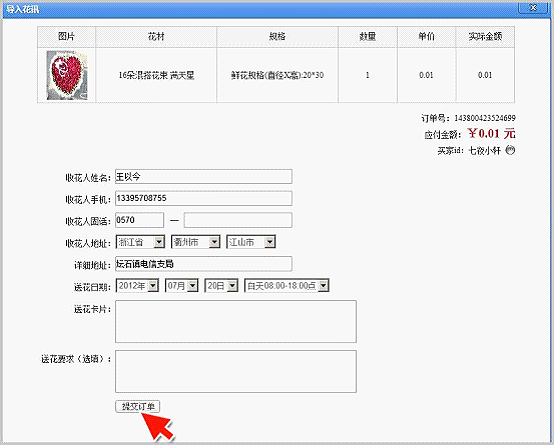 导入花讯
图片 花材 规格 数量 单价 实际金额
16朵混搭花束 满天星 鲜花规格(直径X高):20*30 1 0.01 0.01
订单号：143800423524699
应付金额：￥0.01 元
买家id：七夜小轩
收花人姓名：王以今
收花人手机：13395708755
收花人固话：0570 —
收花人地址：浙江省 衢州市 江山市
详细地址：坛石镇电信支局
送花日期：2012年 07月 20日 白天08:00-18:00点
送花卡片：
送花要求（选填）：
提交订单